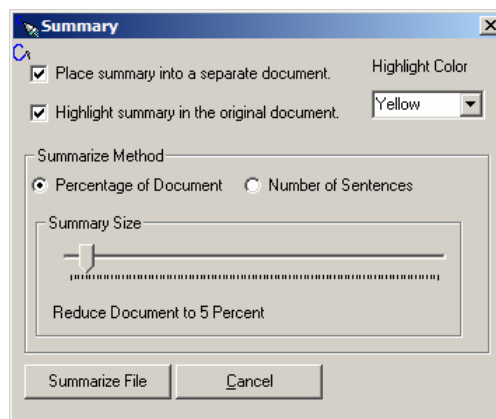 Summary
Place summary into a separate document.
Highlight Color
Highlight summary in the original document.
Yellow
Summarize Method
Percentage of Document
Number of Sentences
Summary Size
Reduce Document to 5 Percent
Summarize File
Cancel